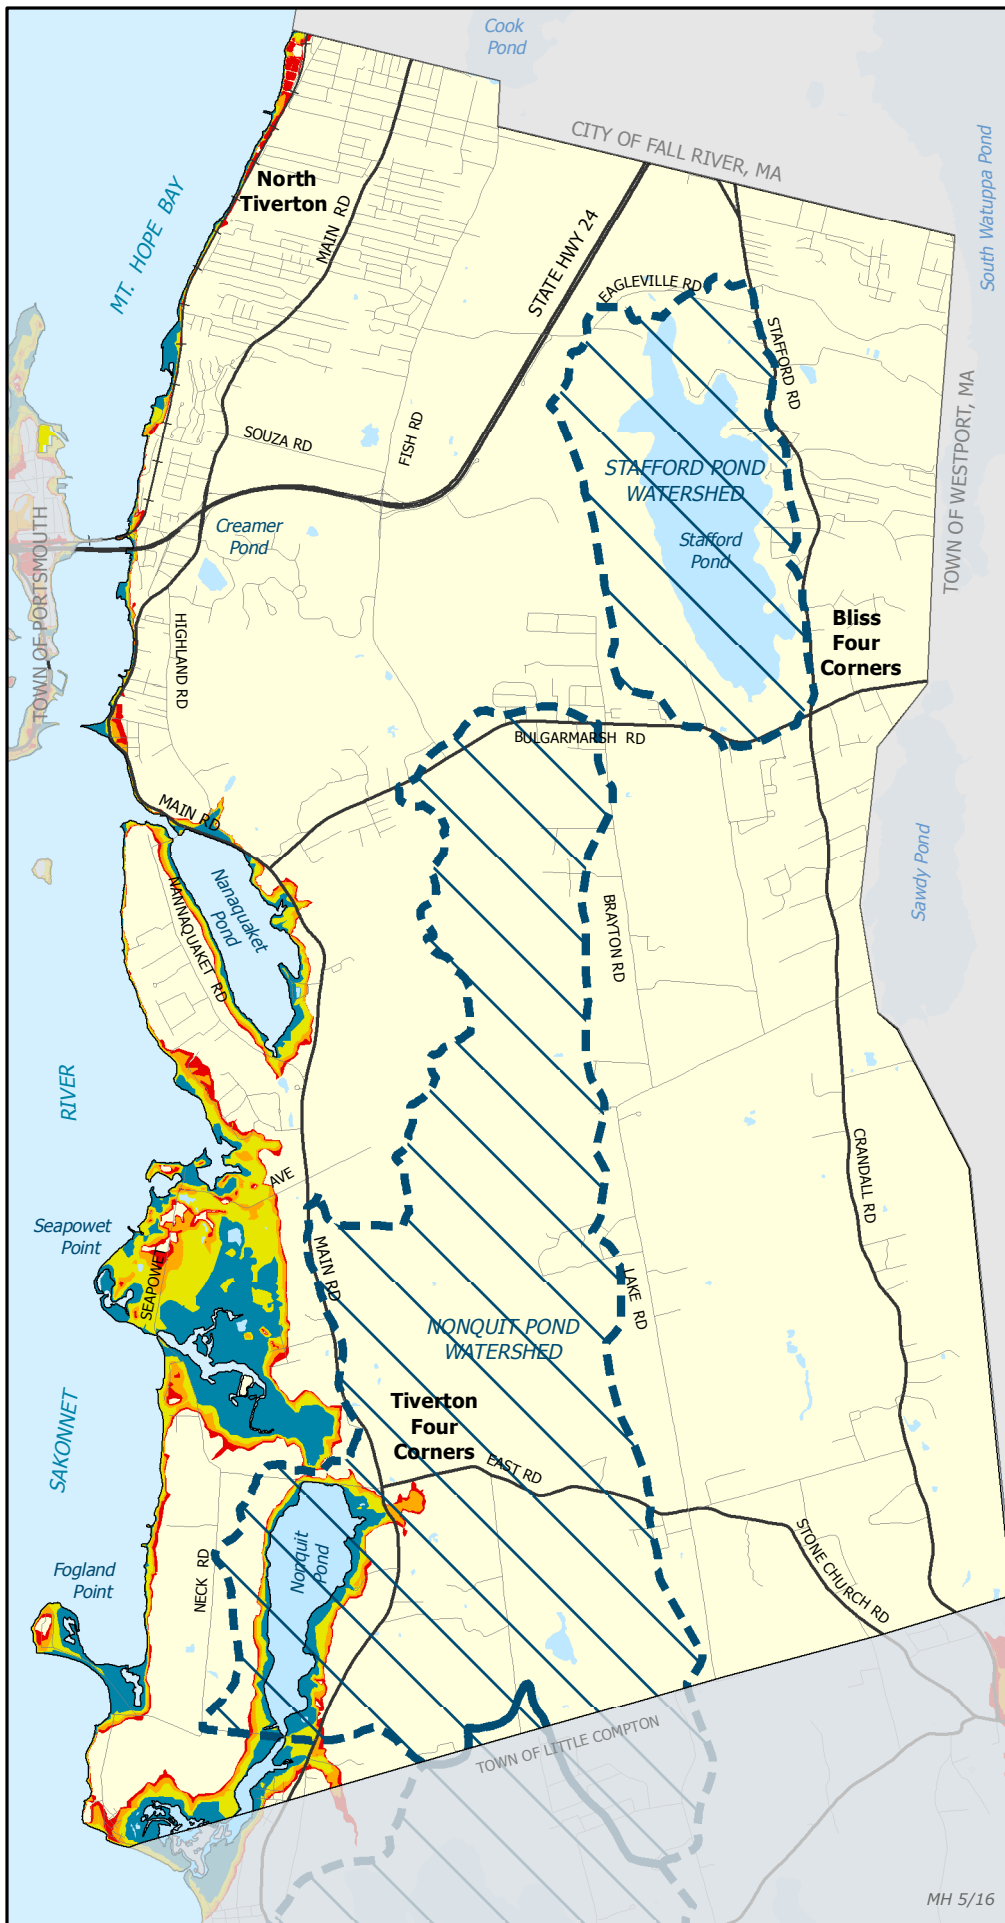 Cook
Pond
CITY OF FALL RIVER, MA
South Watuppa Pond
North
Tiverton
MAIN RD
MT. HOPE BAY
STATE HWY 24
EAGLEVILLE RD
STAFFORD RD
TOWN OF WESTPORT, MA
SOUZA RD
FISH RD
STAFFORD POND
WATERSHED
Creamer
Pond
Stafford
Pond
TOWN OF PORTSMOUTH
HIGHLAND RD
Bliss
Four
Corners
BULGARMARSH RD
MAIN RD
Nanaquaket
Pond
NANNAQUAKET RD
Sawdy Pond
BRAYTON RD
RIVER
CRANDALL RD
AVE
Seapowet
Point
SEAPOWET
MAIN RD
LAKE RD
NONQUIT POND
WATERSHED
SAKONNET
Tiverton
Four
Corners
EAST RD
STONE CHURCH RD
Nonquit
Pond
Fogland
Point
NECK RD
TOWN OF LITTLE COMPTON
MH 5/16